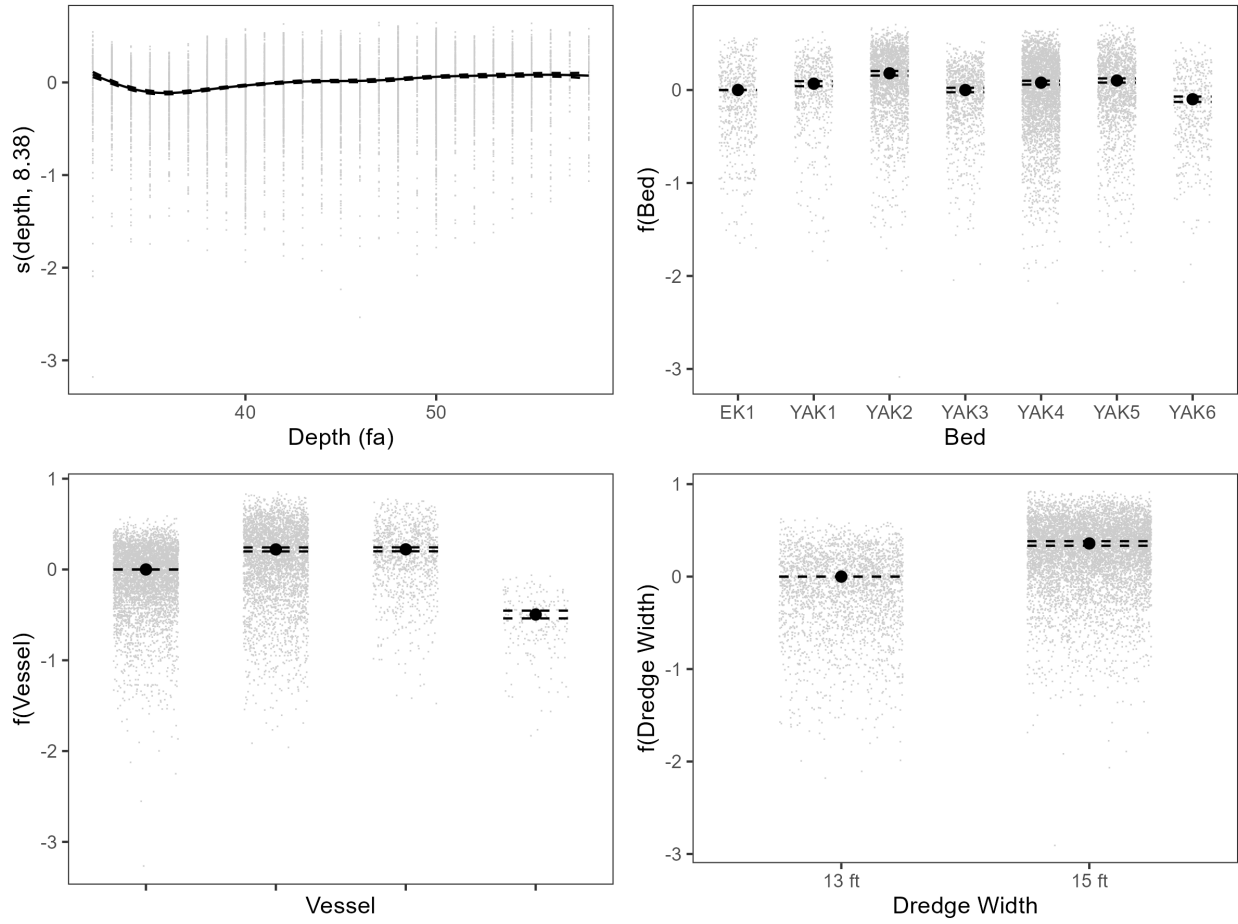 s(depth, 8.38)
0
-1
-2
-3
40 50
Depth (fa)
f(Bed)
0
-1
-2
-3
EK1 YAK1 YAK2 YAK3 YAK4 YAK5 YAK6
Bed
f(Vessel)
1
0
-1
-2
-3
Vessel
f(Dredge Width)
1
0
-1
-2
-3
13 ft 15 ft
Dredge Width